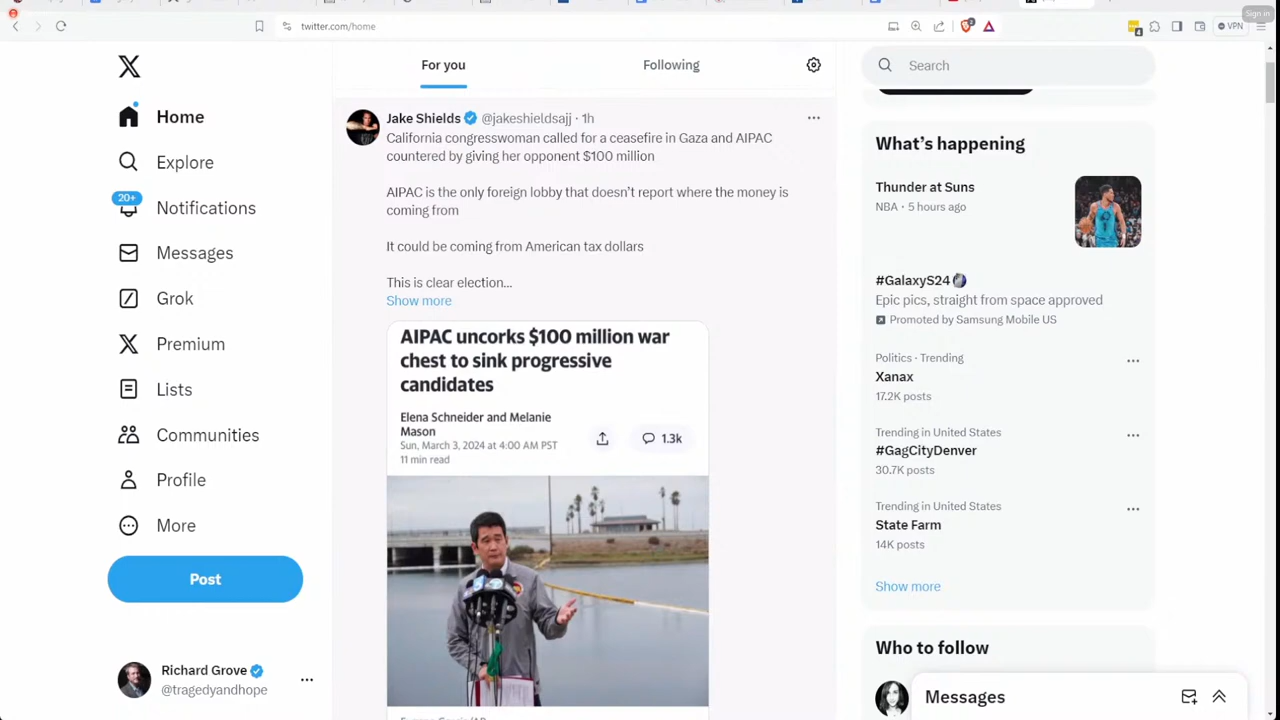 Sign in
twitter.com/home
4
2
VPN
Home
Explore
20+
Notifications
Messages
Grok
Premium
Lists
Communities
Profile
More
Post
Richard Grove
@tragedyandhope
For you
Following
Jake Shields @jakeshieldsajj · 1h
California congresswoman called for a ceasefire in Gaza and AIPAC
countered by giving her opponent $100 million
AIPAC is the only foreign lobby that doesn't report where the money is
coming from
It could be coming from American tax dollars
This is clear election...
Show more
AIPAC uncorks $100 million war
chest to sink progressive
candidates
Elena Schneider and Melanie
Mason
Sun, March 3, 2024 at 4:00 AM PST
11 min read
1.3k
Search
What's happening
Thunder at Suns
NBA · 5 hours ago
#GalaxyS24
Epic pics, straight from space approved
Promoted by Samsung Mobile US
Politics · Trending
Xanax
17.2K posts
Trending in United States
#GagCityDenver
30.7K posts
Trending in United States
State Farm
14K posts
Show more
Who to follow
Messages